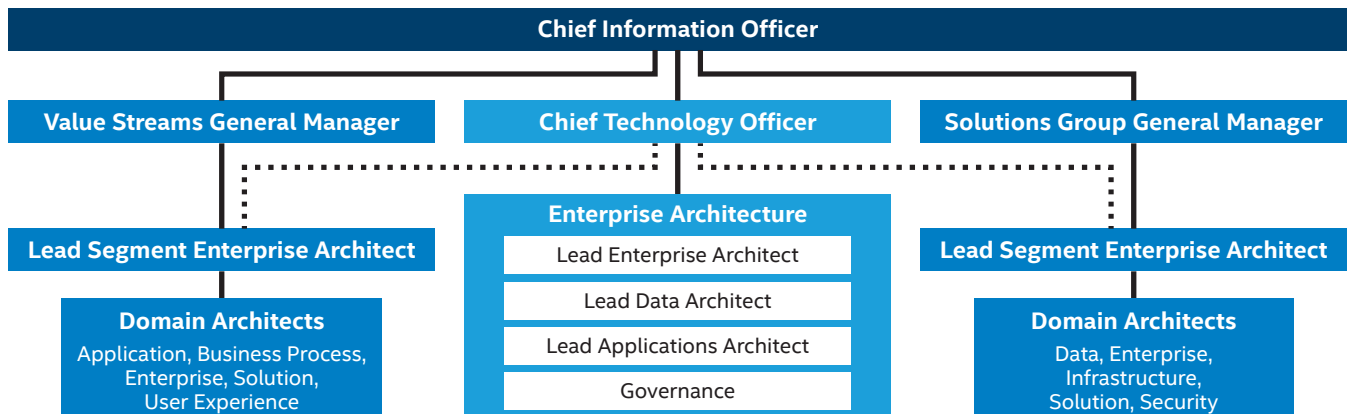 Chief Information Officer
Value Streams General Manager
Chief Technology Officer
Solutions Group General Manager
Enterprise Architecture
Lead Segment Enterprise Architect
Lead Enterprise Architect
Lead Segment Enterprise Architect
Lead Data Architect
Lead Applications Architect
Governance
Domain Architects
Application, Business Process,
Enterprise, Solution,
User Experience
Domain Architects
Data, Enterprise,
Infrastructure,
Solution, Security